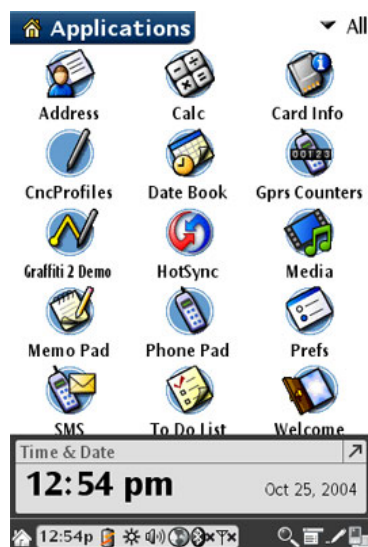 Applications All
Address Calc Card Info
00123
CncProfiles Date Book Gprs Counters
Graffiti 2 Demo HotSync Media
Memo Pad Phone Pad Prefs
SMS To Do List Welcome
Time & Date
12:54 pm Oct 25, 2004
12:54p